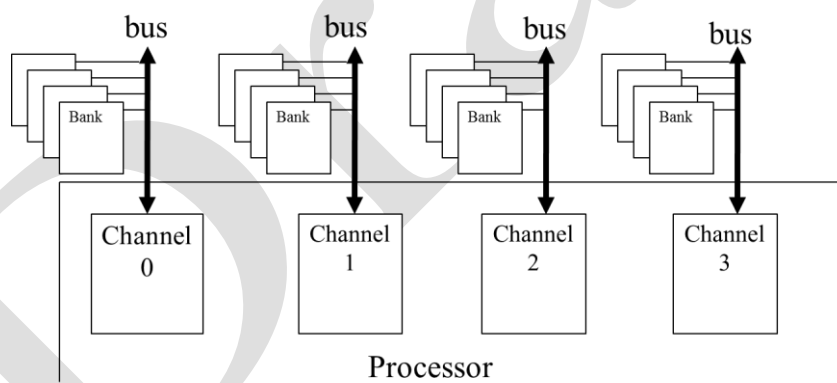 bus bus bus bus
Bank Bank Bank Bank
Channel Channel Channel Channel
0 1 2 3
Processor